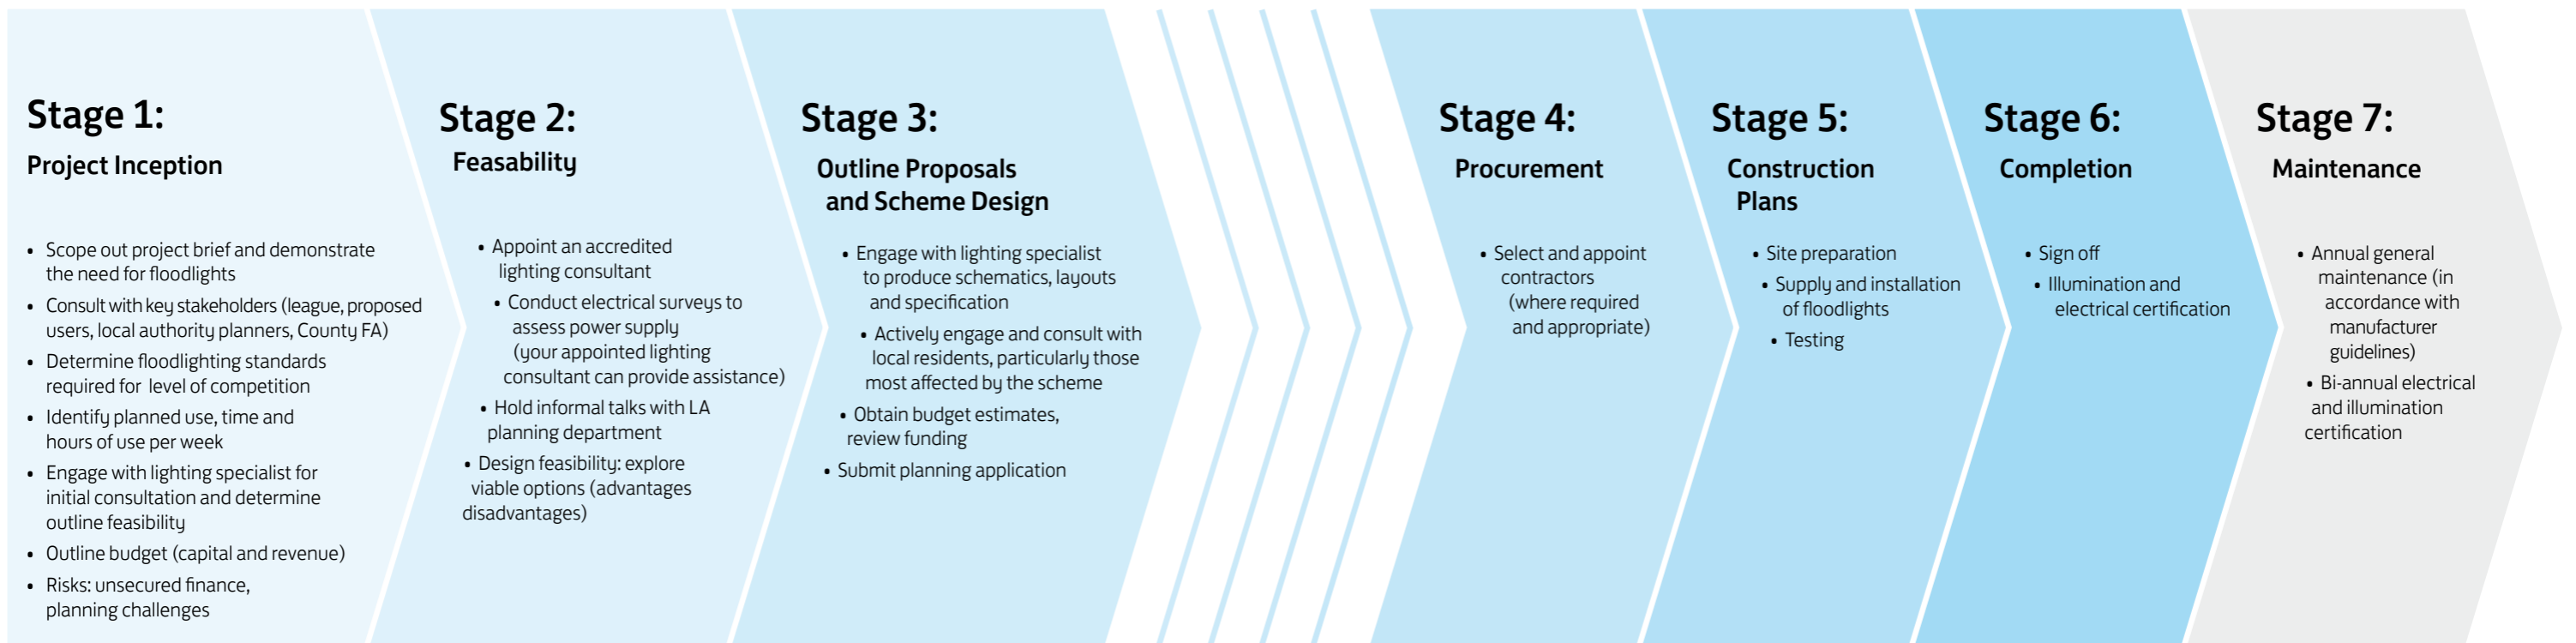 Stage 1:
Project Inception
• Scope out project brief and demonstrate
the need for floodlights
• Consult with key stakeholders (league, proposed
users, local authority planners, County FA)
• Determine floodlighting standards
required for level of competition
• Identify planned use, time and
hours of use per week
• Engage with lighting specialist for
initial consultation and determine
outline feasibility
• Outline budget (capital and revenue)
• Risks: unsecured finance,
planning challenges
Stage 2:
Feasability
• Appoint an accredited
lighting consultant
• Conduct electrical surveys to
assess power supply
(your appointed lighting
consultant can provide assistance)
• Hold informal talks with LA
planning department
• Design feasibility: explore
viable options (advantages
disadvantages)
Stage 3:
Outline Proposals
and Scheme Design
• Engage with lighting specialist
to produce schematics, layouts
and specification
• Actively engage and consult with
local residents, particularly those
most affected by the scheme
• Obtain budget estimates,
review funding
• Submit planning application
Stage 4:
Procurement
• Select and appoint
contractors
(where required
and appropriate)
Stage 5:
Construction
Plans
• Site preparation
• Supply and installation
of floodlights
• Testing
Stage 6:
Completion
• Sign off
• Illumination and
electrical certification
Stage 7:
Maintenance
• Annual general
maintenance (in
accordance with
manufacturer
guidelines)
• Bi-annual electrical
and illumination
certification